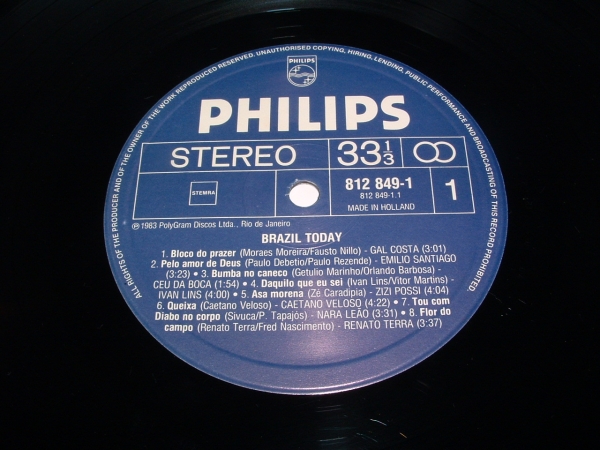 ALL RIGHTS OF THE PRODUCER AND OF THE OWNER OF THE WORK REPRODUCED RESERVED. UNAUTHORISED COPYING, HIRING, LENDING, PUBLIC PERFORMANCE AND BROADCASTING OF THIS RECORD PROHIBITED.
PHILIPS
PHILIPS
STEREO
33 1/3
STEMRA
812 849-1
812 849-1.1
MADE IN HOLLAND
1
℗ 1983 PolyGram Discos Ltda., Rio de Janeiro
BRAZIL TODAY
1. Bloco do prazer (Moraes Moreira/Fausto Nillo) - GAL COSTA (3:01)
2. Pelo amor de Deus (Paulo Debetio/Paulo Rezende) - EMILIO SANTIAGO
(3:23) • 3. Bumba no caneco (Getulio Marinho/Orlando Barbosa) -
CEU DA BOCA (1:54) • 4. Daquilo que eu sei (Ivan Lins/Vitor Martins) -
IVAN LINS (4:00) • 5. Asa morena (Zé Caradipia) - ZIZI POSSI (4:04)
6. Queixa (Caetano Veloso) - CAETANO VELOSO (4:22) • 7. Tou com
Diabo no corpo (Sivuca/P. Tapajós) - NARA LEÃO (3:31) • 8. Flor do
campo (Renato Terra/Fred Nascimento) - RENATO TERRA (3:37)